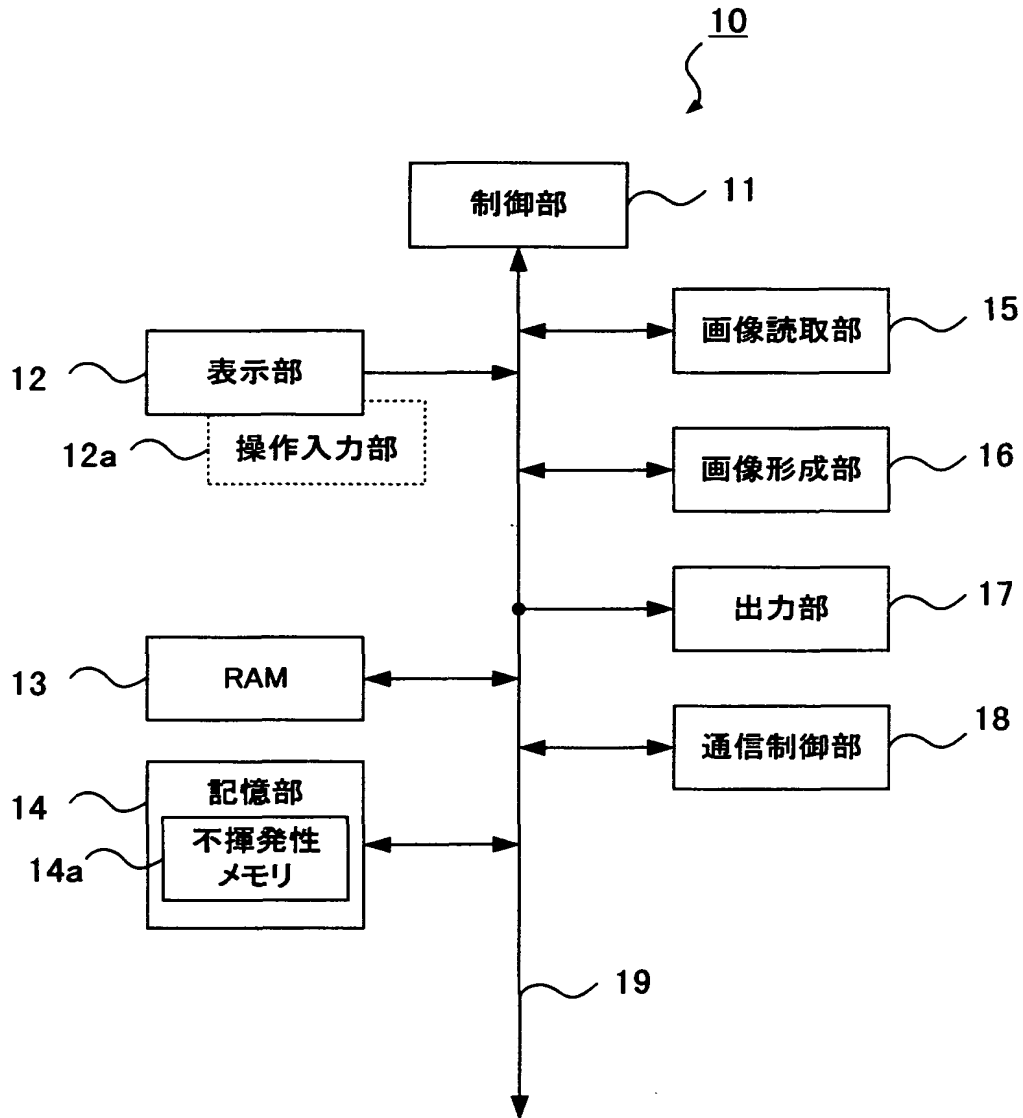 10
制御部
11
画像読取部
15
12
表示部
12a
操作入力部
画像形成部
16
出力部
17
13
RAM
通信制御部
18
14
記憶部
14a
不揮発性
メモリ
19